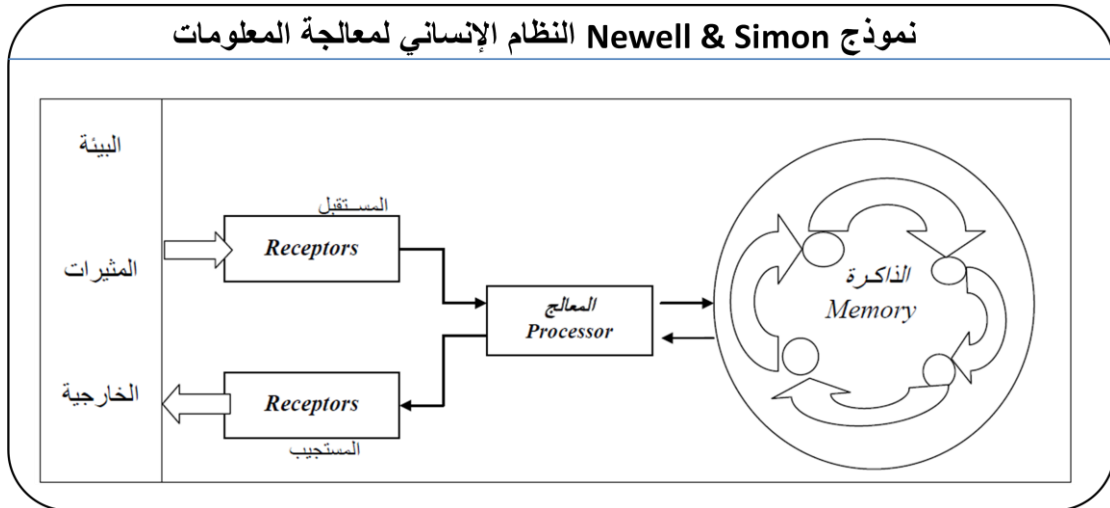 نموذج Newell & Simon النظام الإنساني لمعالجة المعلومات
البيئة
المثيرات
الخارجية
المستقبل
Receptors
المعالج
Processor
Receptors
المستجيب
الذاكرة
Memory